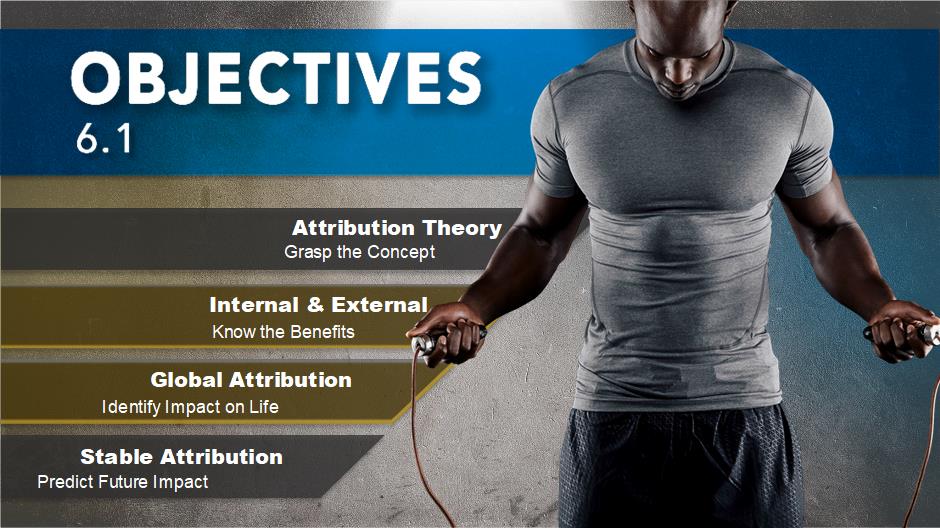 OBJECTIVES
6.1
Attribution Theory
Grasp the Concept
Internal & External
Know the Benefits
Global Attribution
Identify Impact on Life
Stable Attribution
Predict Future Impact